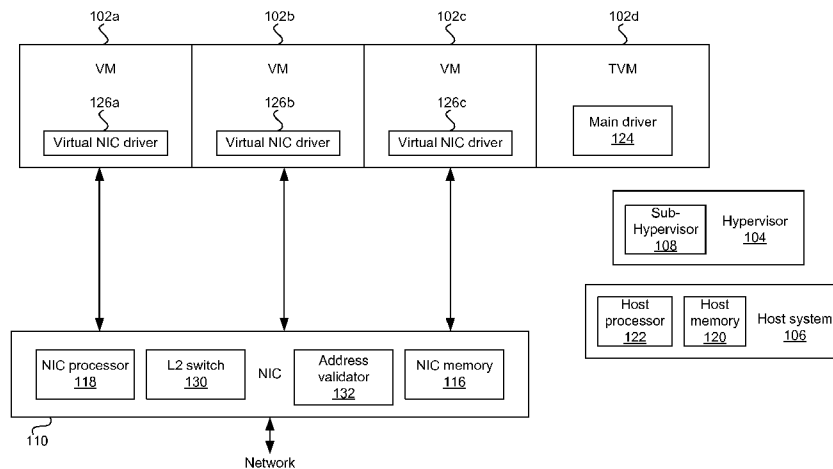 102a
102b
102c
102d
VM
VM
VM
TVM
126a
126b
126c
Virtual NIC driver
Virtual NIC driver
Virtual NIC driver
Main driver
124
Sub-
Hypervisor
108
Hypervisor
104
Host
processor
122
Host
memory
120
Host system
106
NIC processor
118
L2 switch
130
NIC
Address
validator
132
NIC memory
116
110
Network